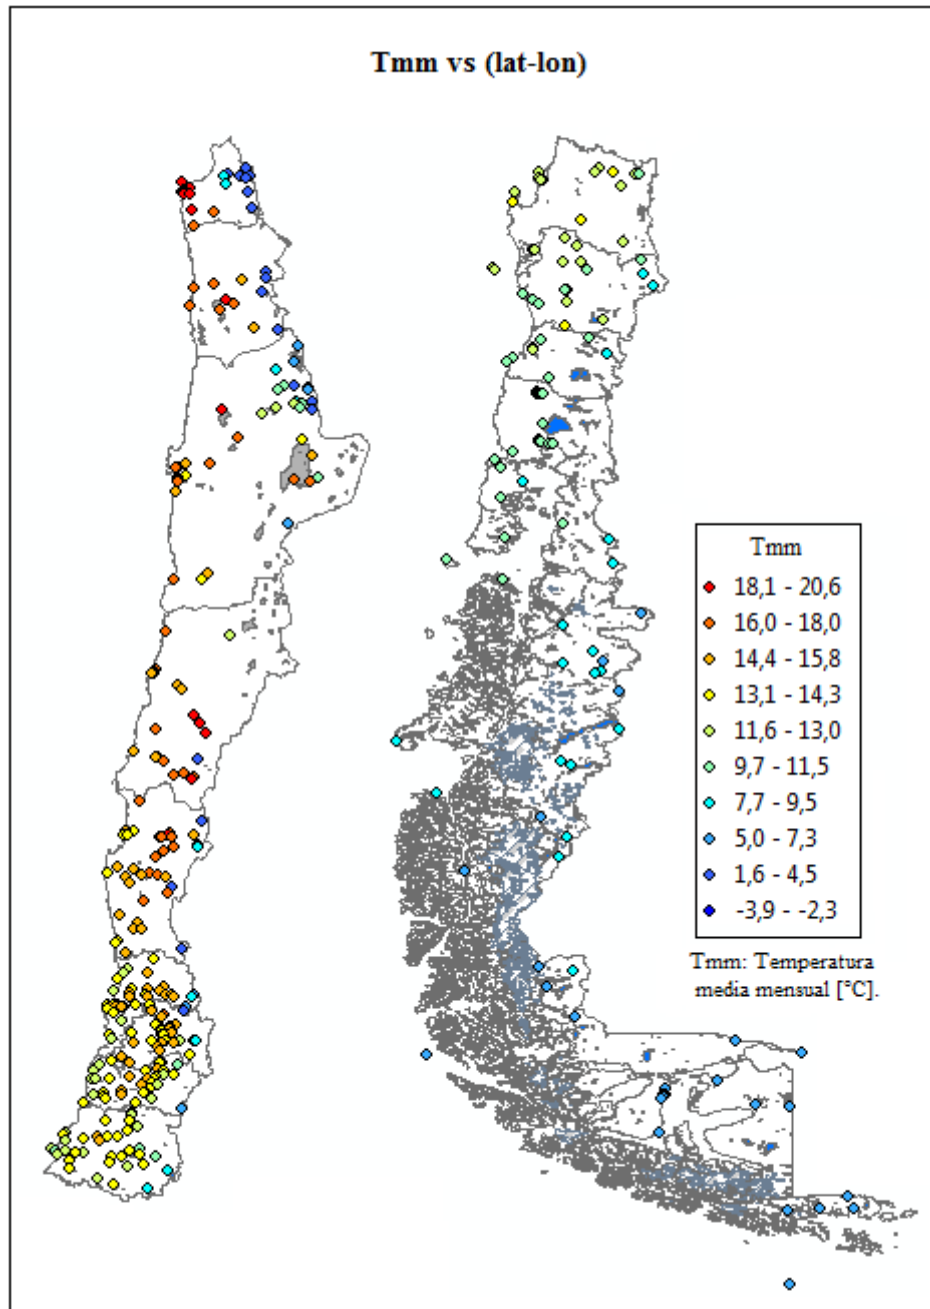 Tmm vs (lat-lon)
Tmm
18,1 - 20,6
16,0 - 18,0
14,4 - 15,8
13,1 - 14,3
11,6 - 13,0
9,7 - 11,5
7,7 - 9,5
5,0 - 7,3
1,6 - 4,5
-3,9 - -2,3
Tmm: Temperatura
media mensual [°C].